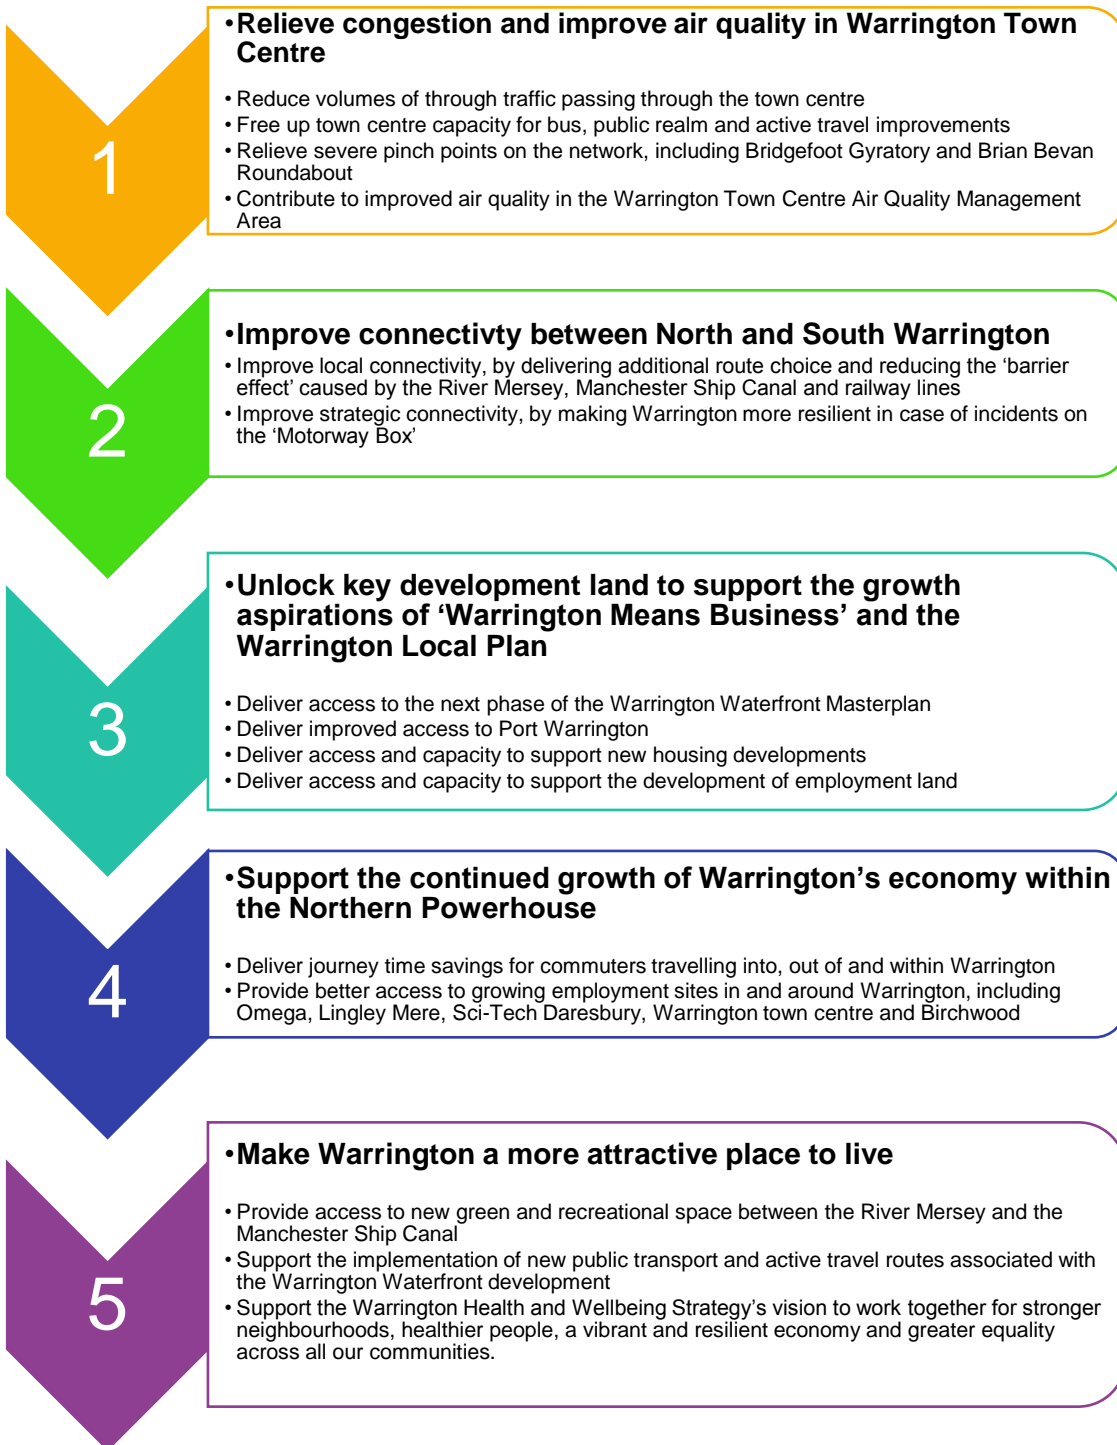 1
•Relieve congestion and improve air quality in Warrington Town
Centre
• Reduce volumes of through traffic passing through the town centre
• Free up town centre capacity for bus, public realm and active travel improvements
• Relieve severe pinch points on the network, including Bridgefoot Gyratory and Brian Bevan
Roundabout
• Contribute to improved air quality in the Warrington Town Centre Air Quality Management
Area
2
•Improve connectivty between North and South Warrington
• Improve local connectivity, by delivering additional route choice and reducing the ‘barrier
effect’ caused by the River Mersey, Manchester Ship Canal and railway lines
• Improve strategic connectivity, by making Warrington more resilient in case of incidents on
the ‘Motorway Box’
3
•Unlock key development land to support the growth
aspirations of ‘Warrington Means Business’ and the
Warrington Local Plan
• Deliver access to the next phase of the Warrington Waterfront Masterplan
• Deliver improved access to Port Warrington
• Deliver access and capacity to support new housing developments
• Deliver access and capacity to support the development of employment land
4
•Support the continued growth of Warrington’s economy within
the Northern Powerhouse
• Deliver journey time savings for commuters travelling into, out of and within Warrington
• Provide better access to growing employment sites in and around Warrington, including
Omega, Lingley Mere, Sci-Tech Daresbury, Warrington town centre and Birchwood
5
•Make Warrington a more attractive place to live
• Provide access to new green and recreational space between the River Mersey and the
Manchester Ship Canal
• Support the implementation of new public transport and active travel routes associated with
the Warrington Waterfront development
• Support the Warrington Health and Wellbeing Strategy’s vision to work together for stronger
neighbourhoods, healthier people, a vibrant and resilient economy and greater equality
across all our communities.